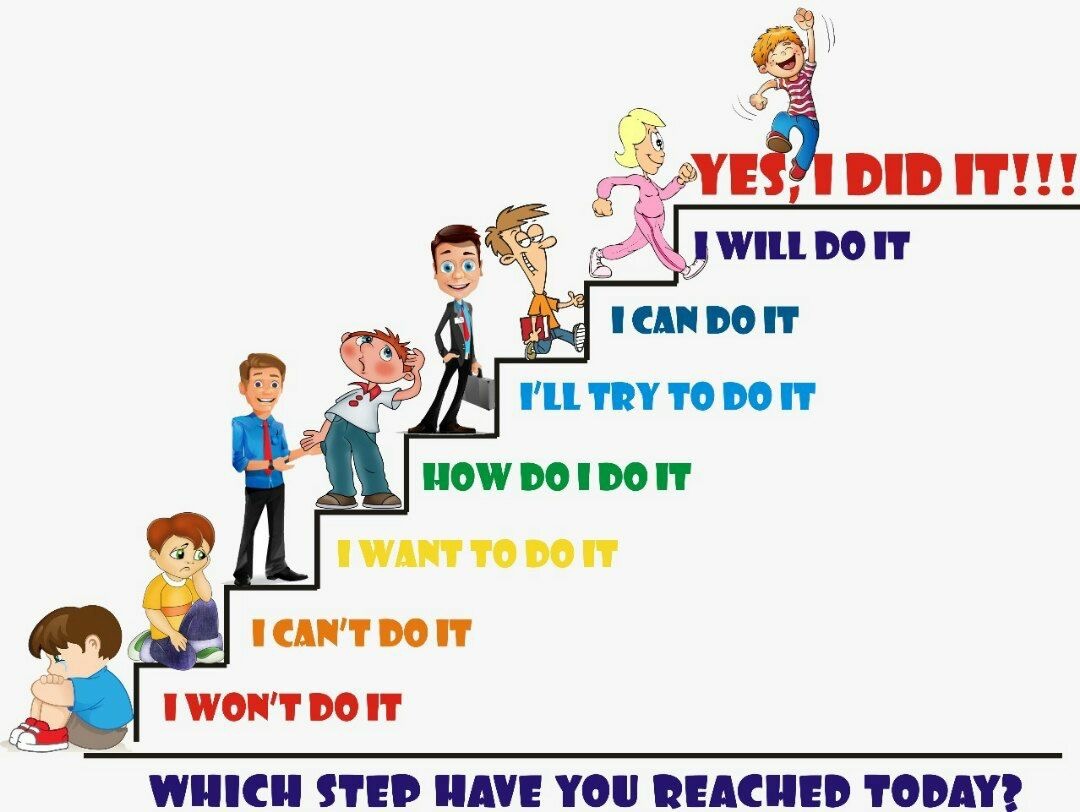 YES, I DID IT!!!
I WILL DO IT
I CAN DO IT
I'LL TRY TO DO IT
HOW DO I DO IT
I WANT TO DO IT
I CAN'T DO IT
I WON'T DO IT
WHICH STEP HAVE YOU REACHED TODAY?